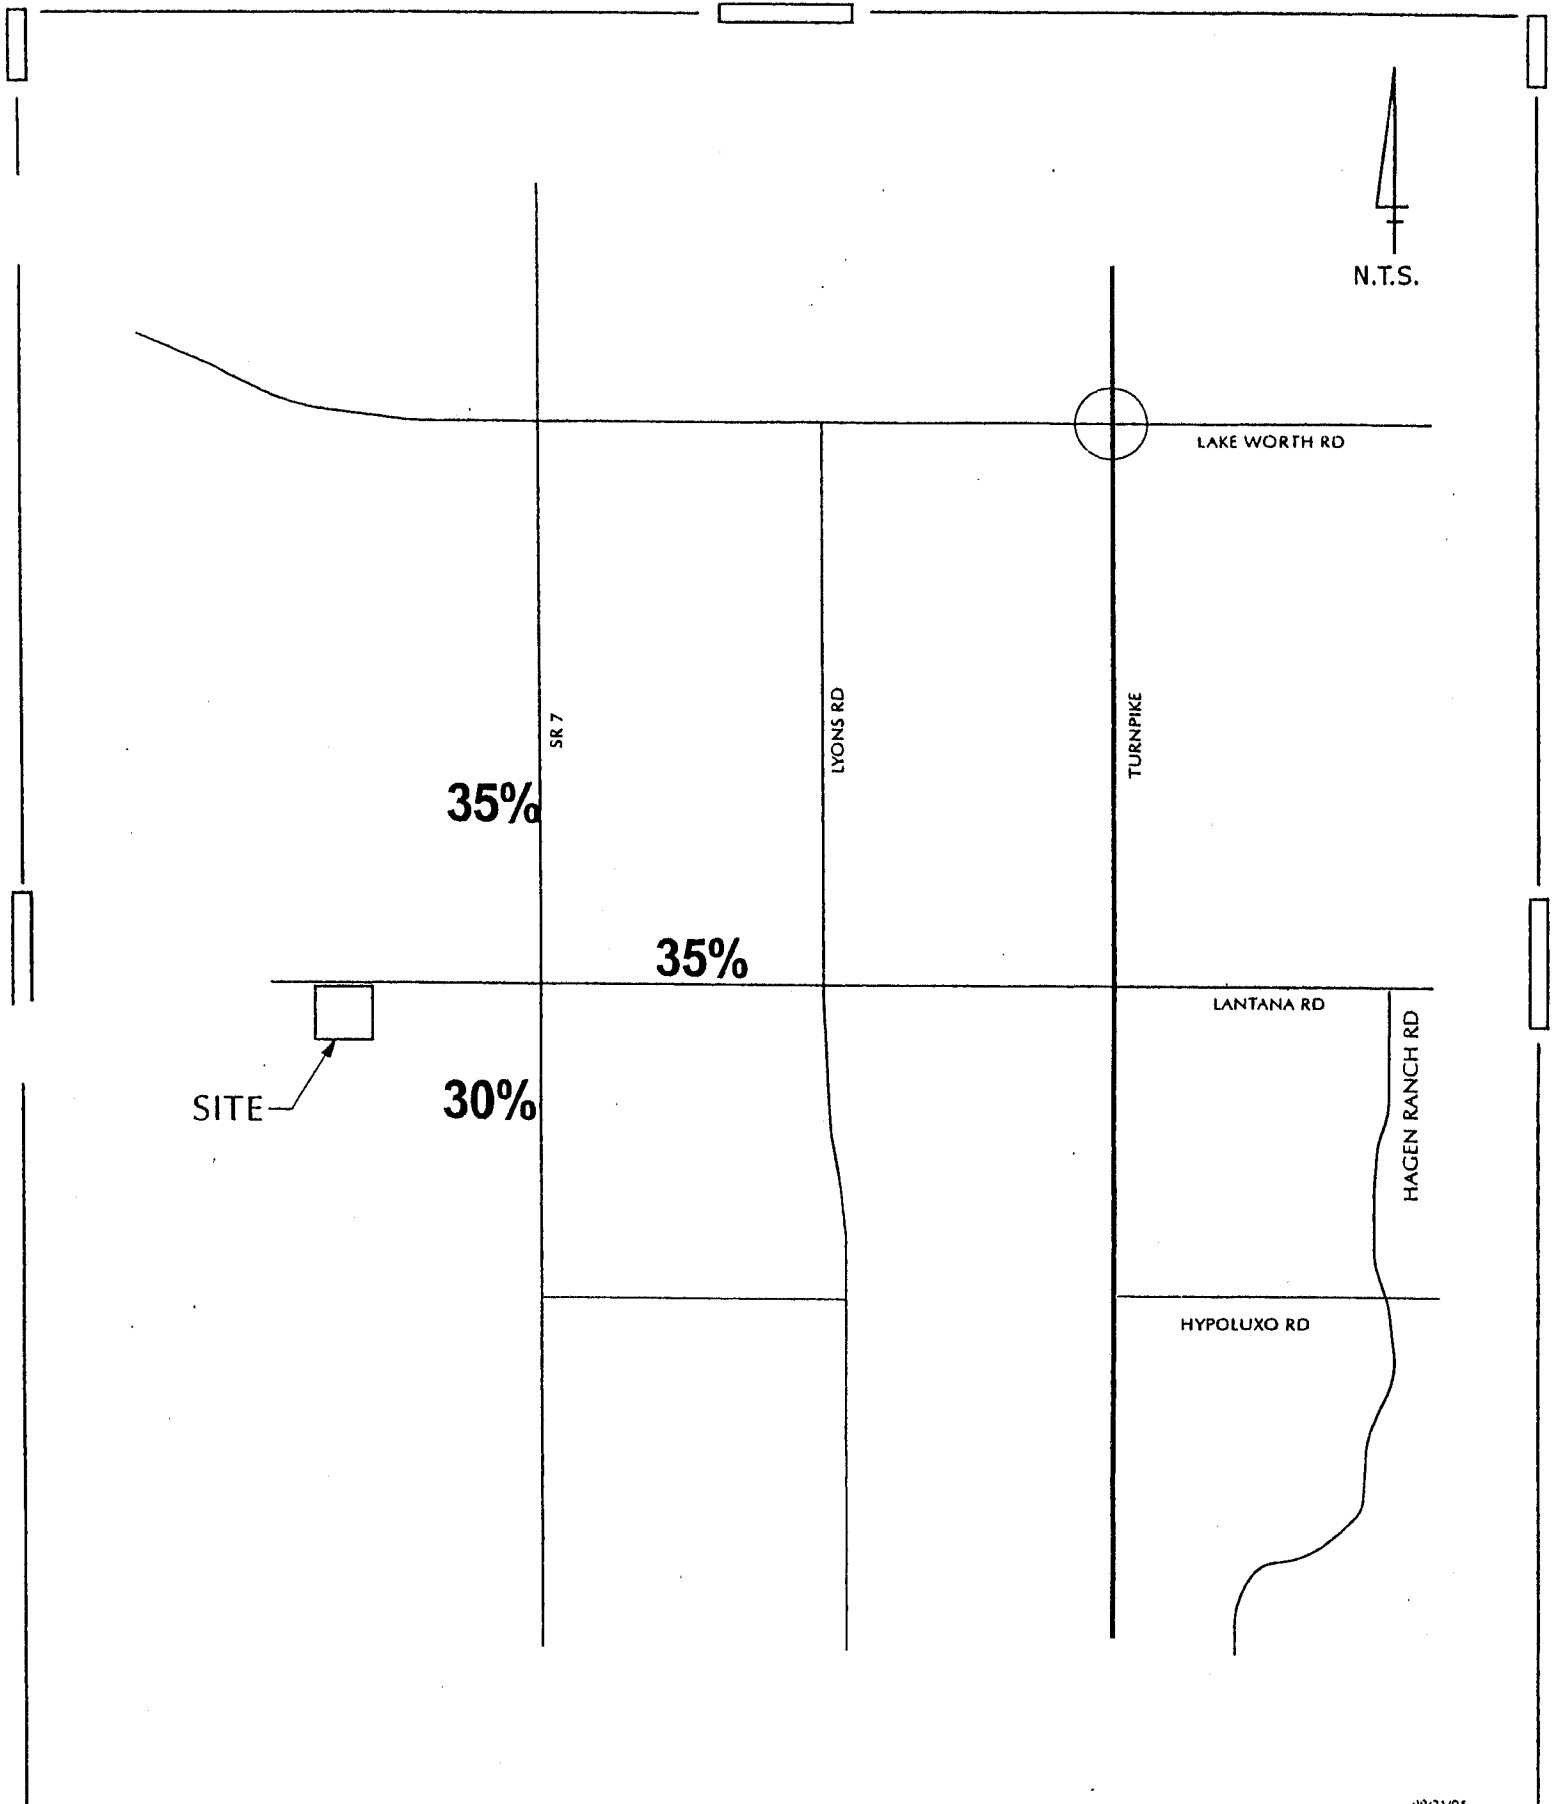 N.T.S.
LAKE WORTH RD
SR 7
LYONS RD
TURNPIKE
35%
35%
LANTANA RD
HAGEN RANCH RD
SITE
30%
HYPOLUXO RD